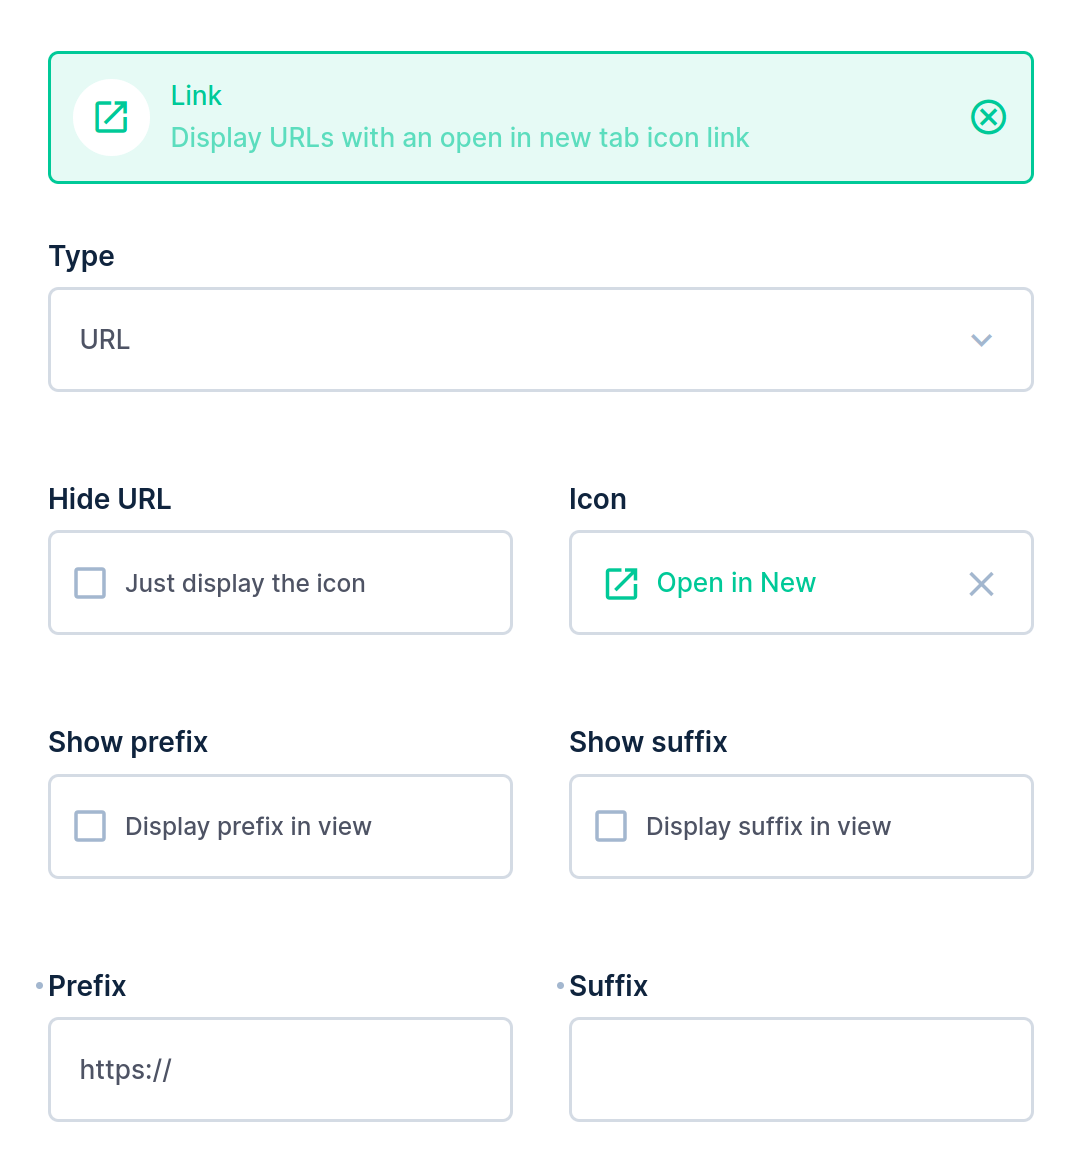 Link
Display URLs with an open in new tab icon link
Type
URL
Hide URL
Icon
Just display the icon
Open in New
Show prefix
Show suffix
Display prefix in view
Display suffix in view
Prefix
Suffix
https://